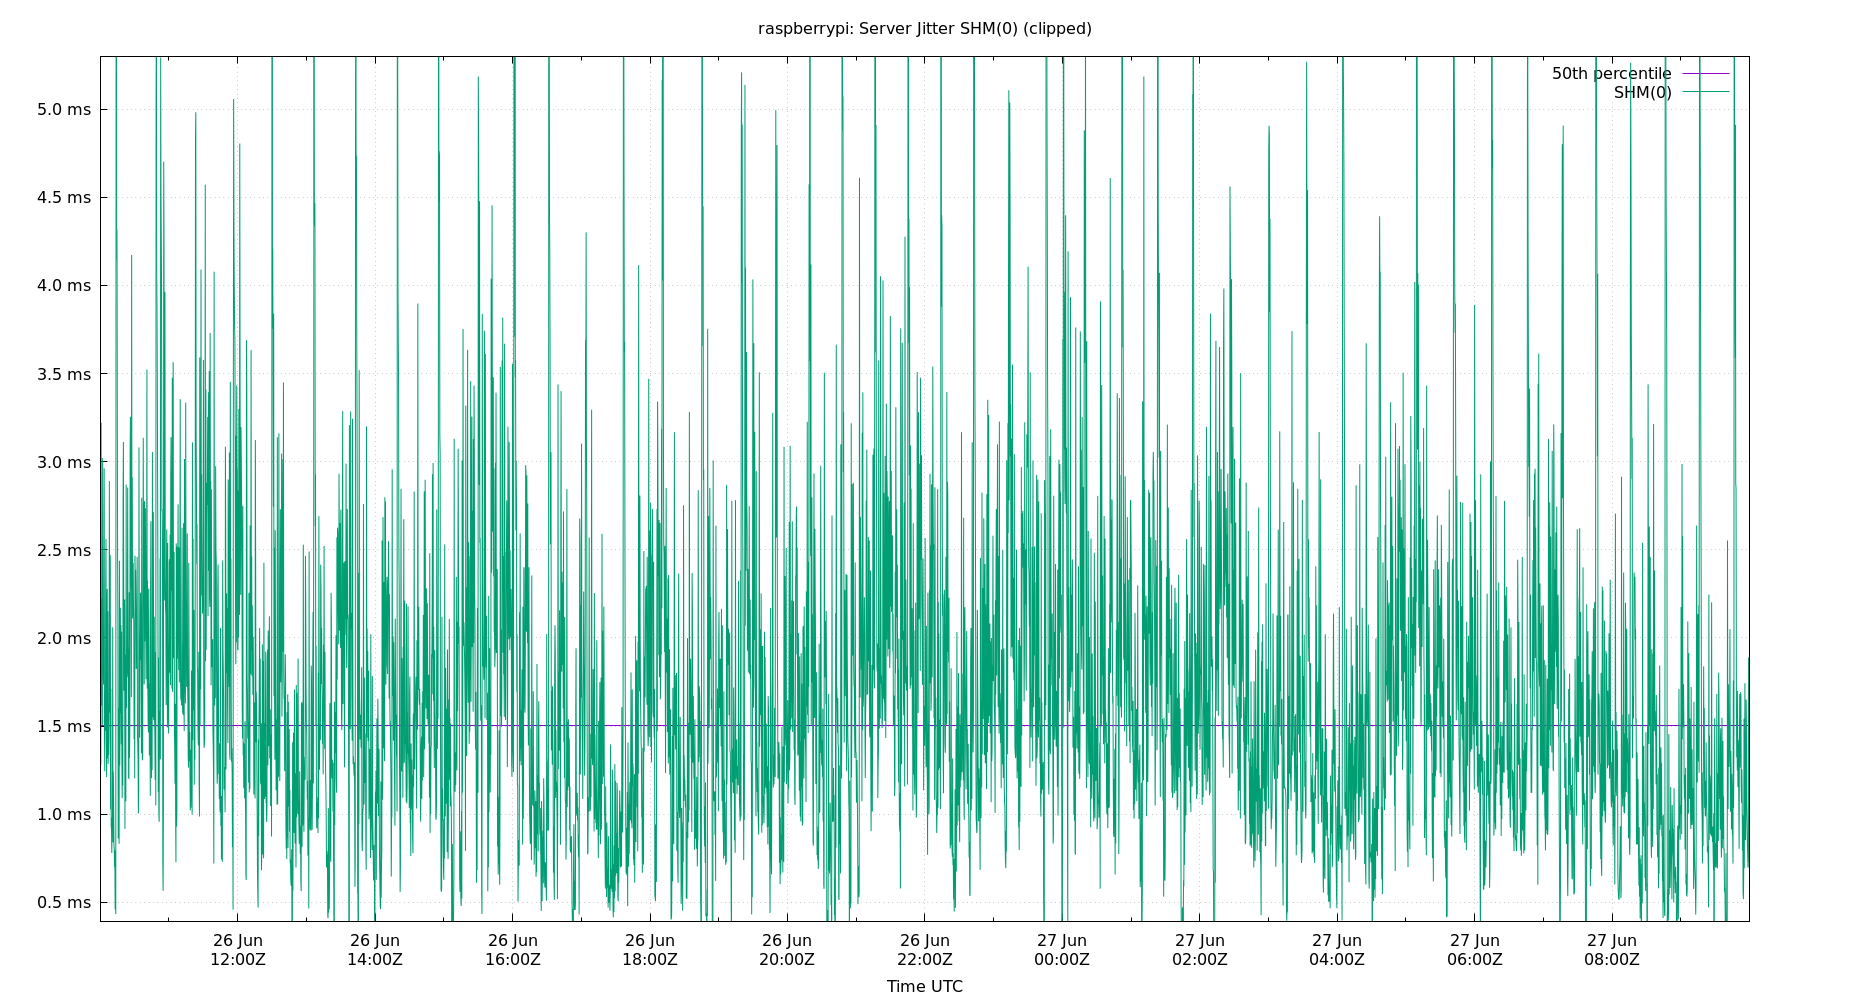 raspberrypi: Server Jitter SHM(0) (clipped)
50th percentile
SHM(0)
5.0 ms
4.5 ms
4.0 ms
3.5 ms
3.0 ms
2.5 ms
2.0 ms
1.5 ms
1.0 ms
0.5 ms
26 Jun 26 Jun 26 Jun 26 Jun 26 Jun 26 Jun 27 Jun 27 Jun 27 Jun 27 Jun 27 Jun
12:00Z 14:00Z 16:00Z 18:00Z 20:00Z 22:00Z 00:00Z 02:00Z 04:00Z 06:00Z 08:00Z
Time UTC